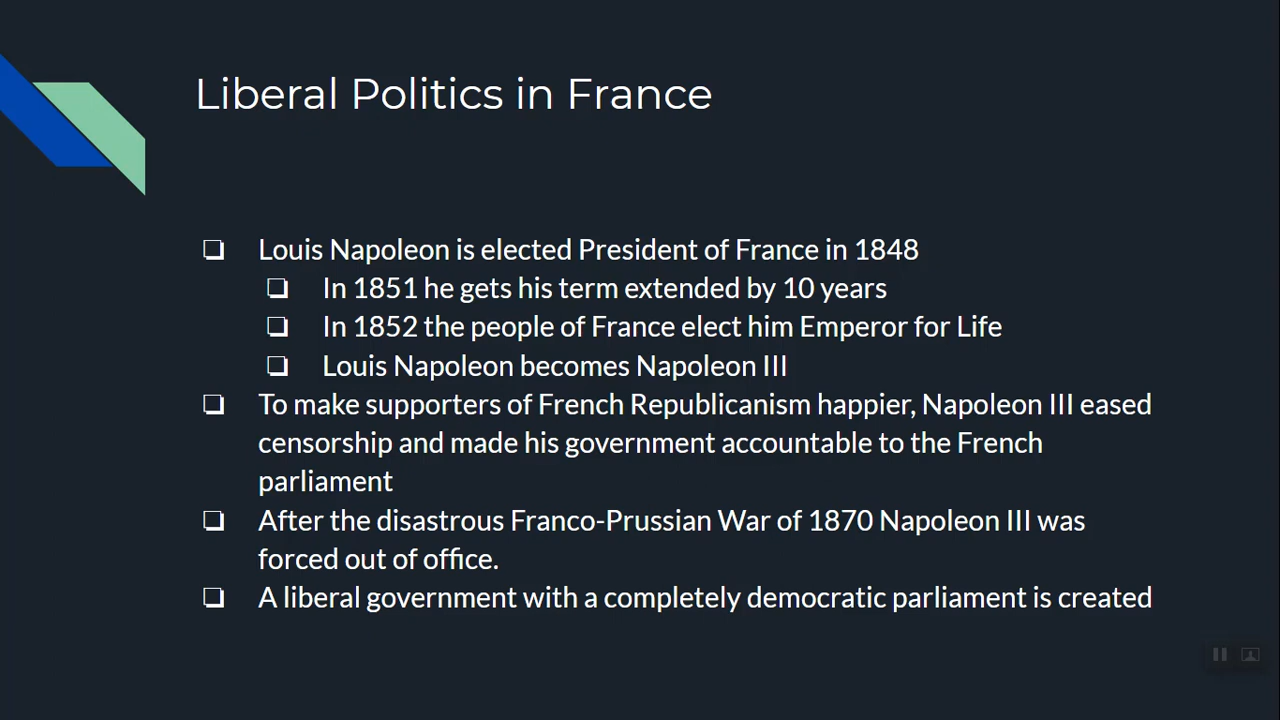 Liberal Politics in France
❏ Louis Napoleon is elected President of France in 1848
❏ In 1851 he gets his term extended by 10 years
❏ In 1852 the people of France elect him Emperor for Life
❏ Louis Napoleon becomes Napoleon III
❏ To make supporters of French Republicanism happier, Napoleon III eased
censorship and made his government accountable to the French
parliament
❏ After the disastrous Franco-Prussian War of 1870 Napoleon III was
forced out of office.
❏ A liberal government with a completely democratic parliament is created